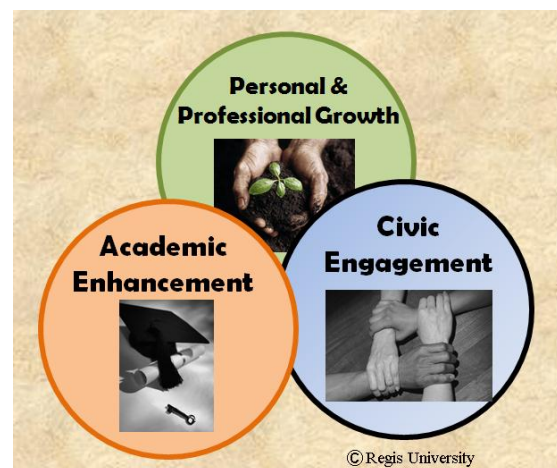 Personal &
Professional Growth
Academic
Enhancement
Civic
Engagement
© Regis University